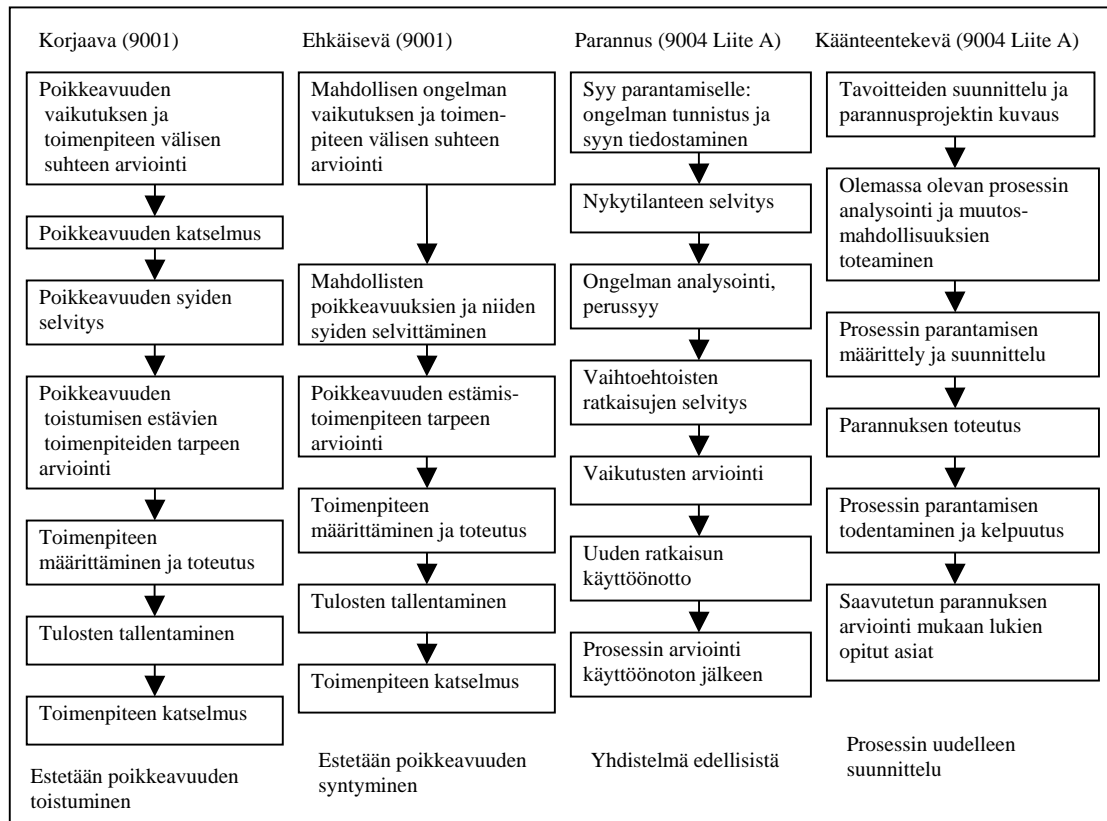 Korjaava (9001)
Poikkeavuuden
vaikutuksen ja
toimenpiteen välisen
suhteen arviointi
Poikkeavuuden katselmus
Poikkeavuuden syiden
selvitys
Poikkeavuuden
toistumisen estävien
toimenpiteiden tarpeen
arviointi
Toimenpiteen
määrittäminen ja toteutus
Tulosten tallentaminen
Toimenpiteen katselmus
Estetään poikkeavuuden
toistuminen
Ehkäisevä (9001)
Mahdollisen ongelman
vaikutuksen ja toimen-
piteen välisen suhteen
arviointi
Mahdollisten
poikkeavuuksien ja niiden
syiden selvittäminen
Poikkeavuuden estämis-
toimenpiteen tarpeen
arviointi
Toimenpiteen
määrittäminen ja toteutus
Tulosten tallentaminen
Toimenpiteen katselmus
Estetään poikkeavuuden
syntyminen
Parannus (9004 Liite A)
Syy parantamiselle:
ongelman tunnistus ja
syyn tiedostaminen
Nykytilanteen selvitys
Ongelman analysointi,
perussyy
Vaihtoehtoisten
ratkaisujen selvitys
Vaikutusten arviointi
Uuden ratkaisun
käyttöönotto
Prosessin arviointi
käyttöönoton jälkeen
Yhdistelmä edellisistä
Käänteentekevä (9004 Liite A)
Tavoitteiden suunnittelu ja
parannusprojektin kuvaus
Olemassa olevan prosessin
analysointi ja muutos-
mahdollisuuksien
toteaminen
Prosessin parantamisen
määrittely ja suunnittelu
Parannuksen toteutus
Prosessin parantamisen
todentaminen ja kelpuutus
Saavutetun parannuksen
arviointi mukaan lukien
opitut asiat
Prosessin uudelleen
suunnittelu